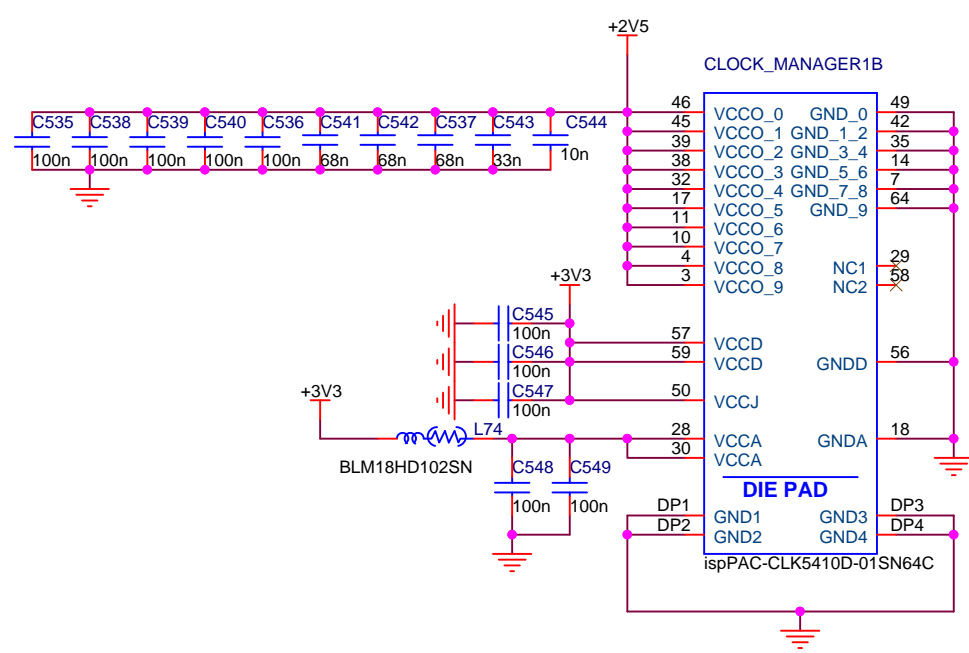 +2V5
CLOCK_MANAGER1B
C535 C538 C539 C540 C536 C541 C542 C537 C543 C544
100n 100n 100n 100n 100n 68n 68n 68n 33n 10n
46 VCCO_0 GND_0 49
45 VCCO_1 GND_1_2 42
39 VCCO_2 GND_3_4 35
38 VCCO_3 GND_5_6 14
32 VCCO_4 GND_7_8 7
17 VCCO_5 GND_9 64
11 VCCO_6
10 VCCO_7
4 VCCO_8 NC1 29
3 VCCO_9 NC2 58
+3V3
C545
100n
57 VCCD
C546
100n
59 VCCD GNDD 56
+3V3
C547
100n
50 VCCJ
L74
BLM18HD102SN
28 VCCA GNDA 18
30 VCCA
C548 C549
100n 100n
DIE PAD
DP1 GND1 GND3 DP3
DP2 GND2 GND4 DP4
ispPAC-CLK5410D-01SN64C